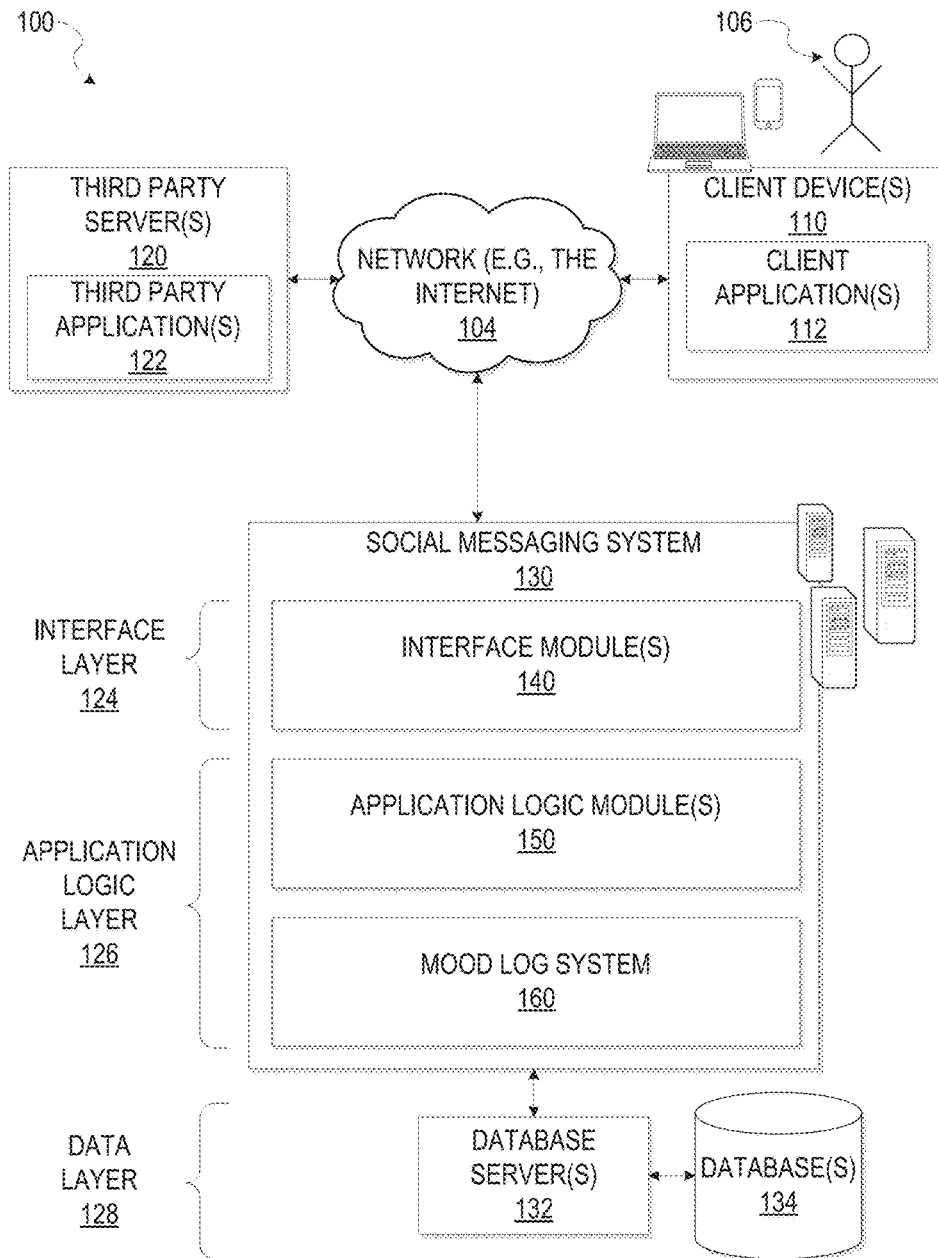 100
106
THIRD PARTY
SERVER(S)
120
THIRD PARTY
APPLICATION(S)
122
NETWORK (E.G., THE
INTERNET)
104
CLIENT DEVICE(S)
110
CLIENT
APPLICATION(S)
112
SOCIAL MESSAGING SYSTEM
130
INTERFACE
LAYER
124
INTERFACE MODULE(S)
140
APPLICATION
LOGIC
LAYER
126
APPLICATION LOGIC MODULE(S)
150
MOOD LOG SYSTEM
160
DATA
LAYER
128
DATABASE
SERVER(S)
132
DATABASE(S)
134